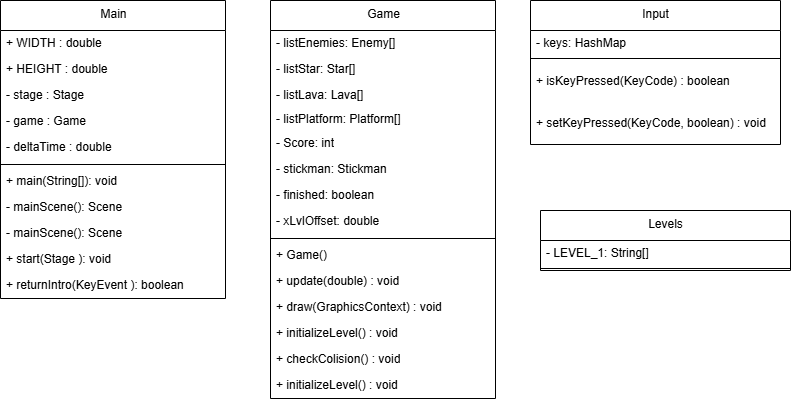 Main
+ WIDTH : double
+ HEIGHT : double
- stage : Stage
- game : Game
- deltaTime : double
+ main(String[]): void
- mainScene(): Scene
- mainScene(): Scene
+ start(Stage ): void
+ returnIntro(KeyEvent ): boolean
Game
- listEnemies: Enemy[]
- listStar: Star[]
- listLava: Lava[]
- listPlatform: Platform[]
- Score: int
- stickman: Stickman
- finished: boolean
- xLvlOffset: double
+ Game()
+ update(double) : void
+ draw(GraphicsContext) : void
+ initializeLevel() : void
+ checkColision() : void
+ initializeLevel() : void
Input
- keys: HashMap
+ isKeyPressed(KeyCode) : boolean
+ setKeyPressed(KeyCode, boolean) : void
Levels
- LEVEL_1: String[]